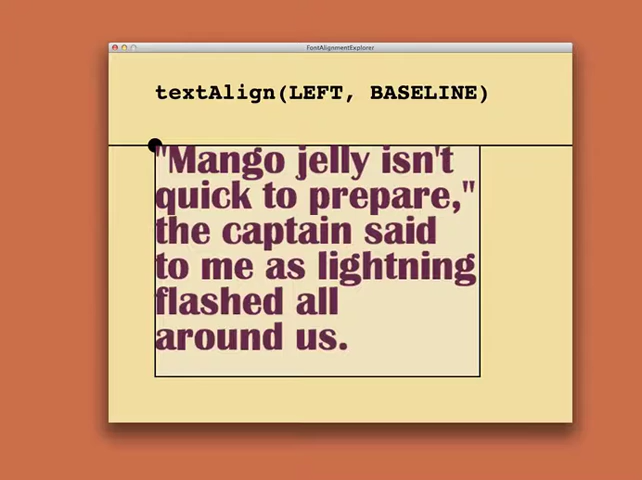 FontAlignmentExplorer
textAlign(LEFT, BASELINE)
"Mango jelly isn't
quick to prepare,"
the captain said
to me as lightning
flashed all
around us.